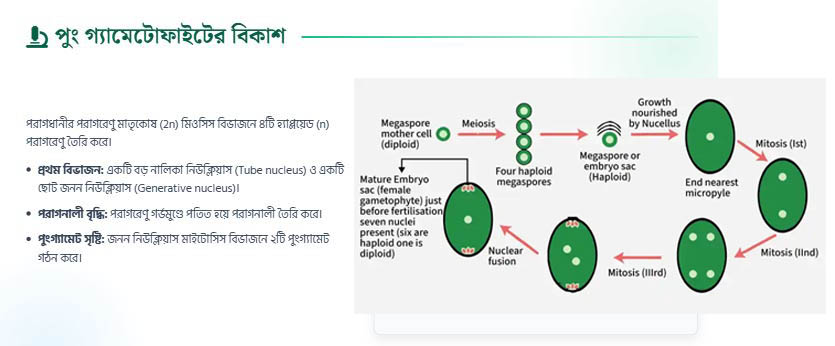 পুং গ্যামেটোফাইটের বিকাশ
পরাগধানীর পরাগরেণু মাতৃকোষ (2n) মিওসিস বিভাজনে ৪টি হ্যাপ্লয়েড (n)
পরাগরেণু তৈরি করে।
• প্রথম বিভাজন: একটি বড় নালিকা নিউক্লিয়াস (Tube nucleus) ও একটি
ছোট জনন নিউক্লিয়াস (Generative nucleus)।
• পরাগনালী বৃদ্ধি: পরাগরেণু গর্ভমুণ্ডে পতিত হয়ে পরাগনালী তৈরি করে।
• পুংগ্যামেট সৃষ্টি: জনন নিউক্লিয়াস মাইটোসিস বিভাজনে ২টি পুংগ্যামেট
গঠন করে।
Megaspore
mother cell
(diploid)
Meiosis
Four haploid
megaspores
Megaspore or
embryo sac
(Haploid)
Growth
nourished
by Nucellus
End nearest
micropyle
Mitosis (Ist)
Mitosis (IInd)
Mitosis (IIIrd)
Nuclear
fusion
Mature Embryo
sac (female
gametophyte) just
before fertilisation
seven nuclei
present (six are
haploid one is
diploid)